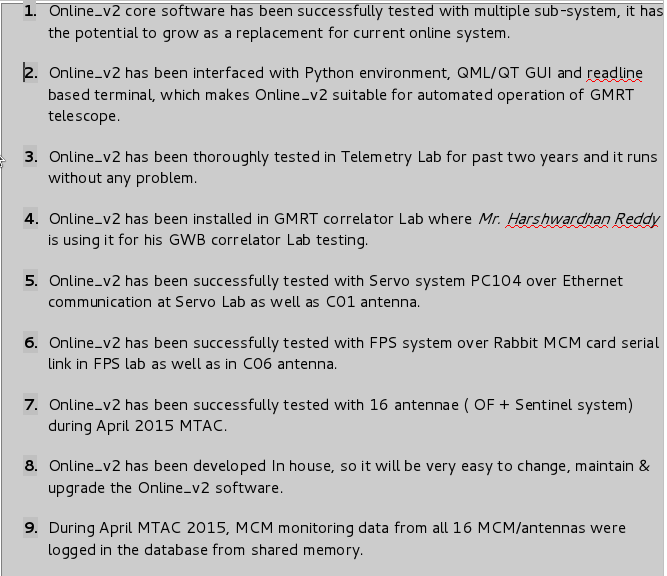 1. Online_v2 core software has been successfully tested with multiple sub-system, it has
the potential to grow as a replacement for current online system.
2. Online_v2 has been interfaced with Python environment, QML/QT GUI and readline
based terminal, which makes Online_v2 suitable for automated operation of GMRT
telescope.
3. Online_v2 has been thoroughly tested in Telemetry Lab for past two years and it runs
without any problem.
4. Online_v2 has been installed in GMRT correlator Lab where Mr. Harshwardhan Reddy
is using it for his GWB correlator Lab testing.
5. Online_v2 has been successfully tested with Servo system PC104 over Ethernet
communication at Servo Lab as well as C01 antenna.
6. Online_v2 has been successfully tested with FPS system over Rabbit MCM card serial
link in FPS lab as well as in C06 antenna.
7. Online_v2 has been successfully tested with 16 antennae ( OF + Sentinel system)
during April 2015 MTAC.
8. Online_v2 has been developed In house, so it will be very easy to change, maintain &
upgrade the Online_v2 software.
9. During April MTAC 2015, MCM monitoring data from all 16 MCM/antennas were
logged in the database from shared memory.